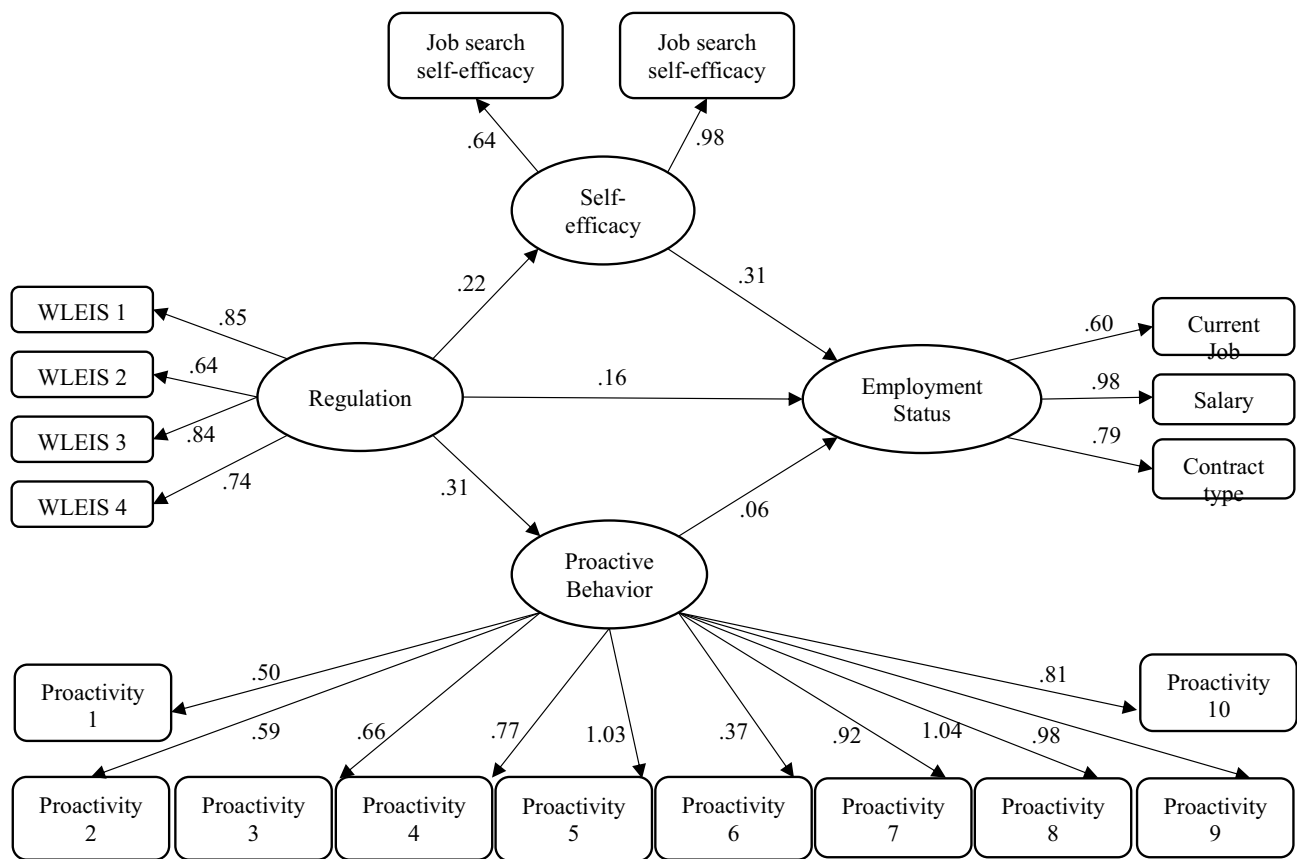 Job search
self-efficacy
Job search
self-efficacy
.64
.98
Self-
efficacy
.22
.31
WLEIS 1
WLEIS 2
WLEIS 3
WLEIS 4
.85
.64
.84
.74
Regulation
.16
Employment
Status
.60
.98
.79
Current
Job
Salary
Contract
type
.31
.06
Proactive
Behavior
.50
.59
.66
.77
1.03
.37
.92
1.04
.98
.81
Proactivity
1
Proactivity
10
Proactivity
2
Proactivity
3
Proactivity
4
Proactivity
5
Proactivity
6
Proactivity
7
Proactivity
8
Proactivity
9